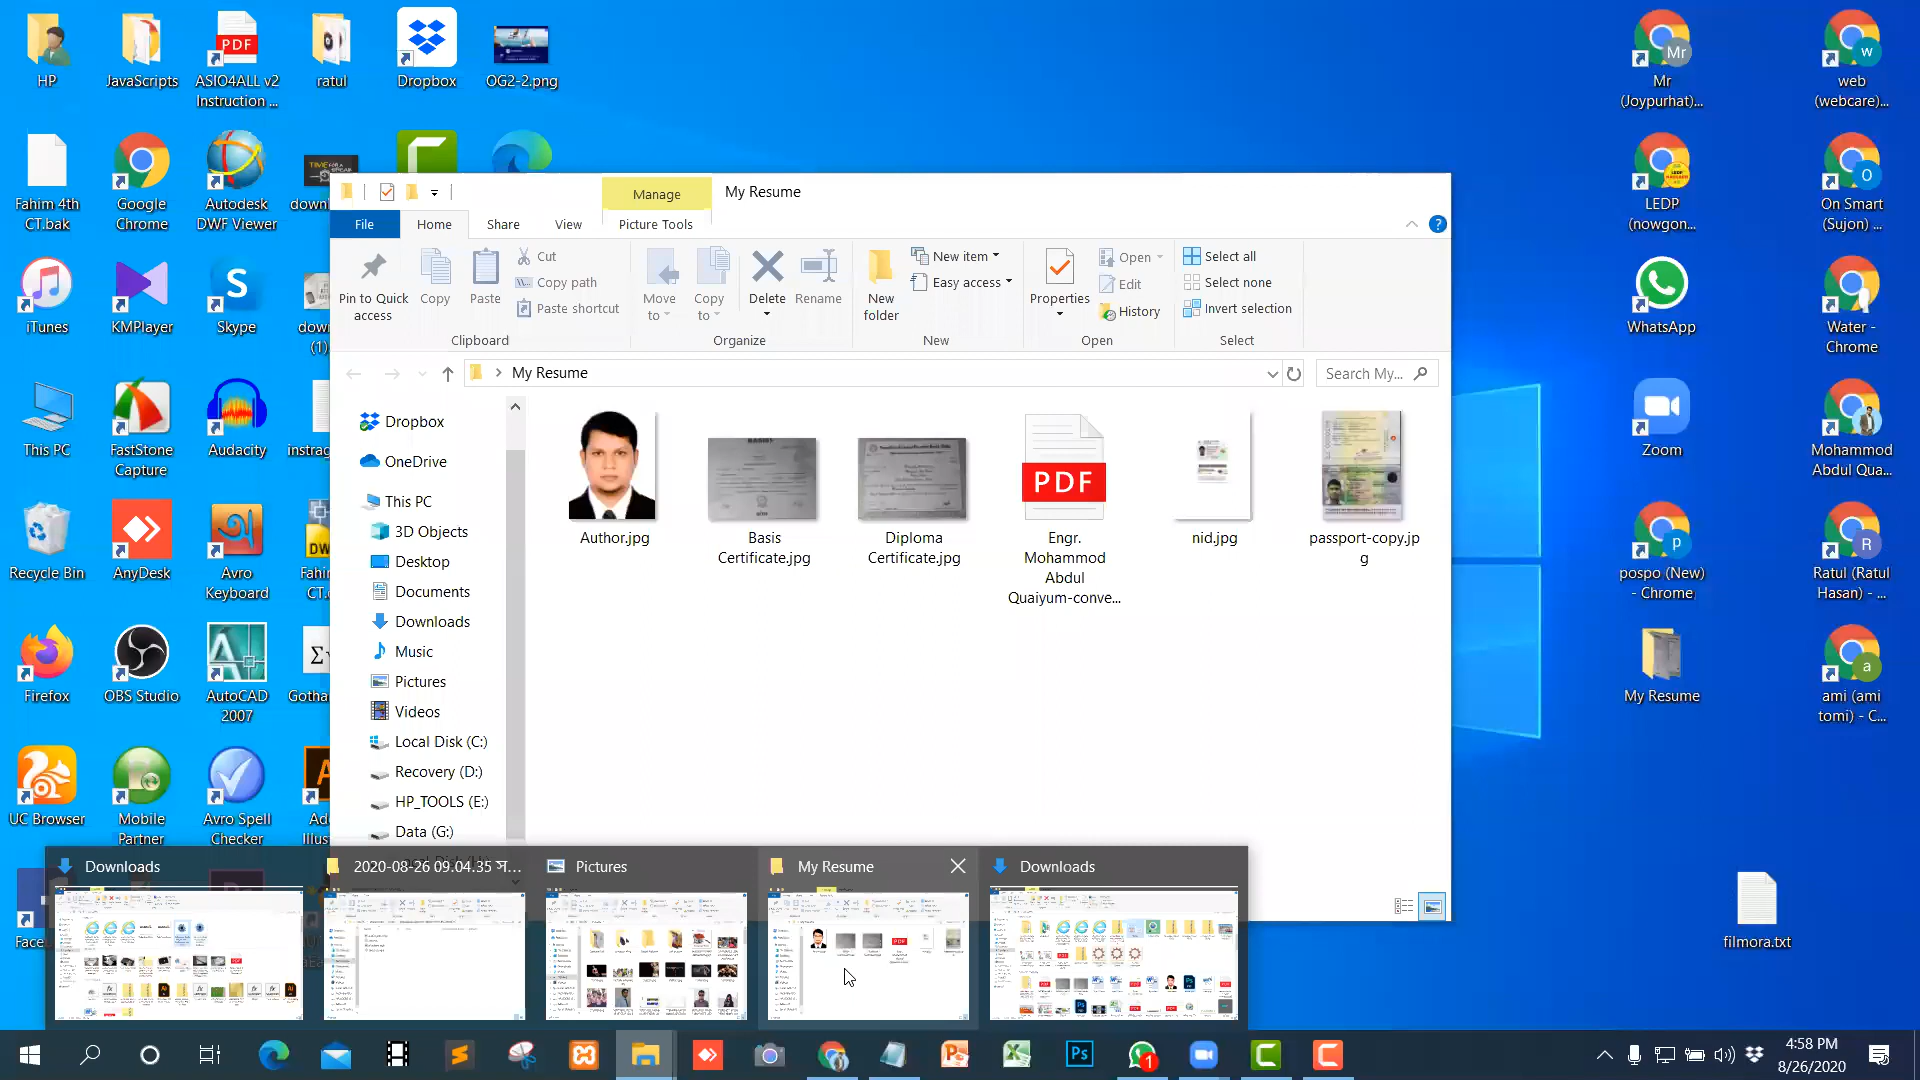 HP
JavaScripts
ASIO4ALL v2
Instruction ...
ratul
Dropbox
OG2-2.png
Mr
Mr
(Joypurhat)...
w
web
(webcare)...
PDF
Fahim 4th
CT.bak
Google
Chrome
Autodesk
DWF Viewer
LEDP
(nowgon...
O
On Smart
(Sujon) ...
iTunes
KMPlayer
Skype
WhatsApp
Water -
Chrome
This PC
FastStone
Capture
Audacity
Zoom
Mohammod
Abdul Qua...
Recycle Bin
AnyDesk
Avro
Keyboard
p
pospo (New)
- Chrome
R
Ratul (Ratul
Hasan) - ...
Firefox
OBS Studio
AutoCAD
2007
My Resume
a
ami (ami
tomi) - C...
UC Browser
Mobile
Partner
Avro Spell
Checker
filmora.txt
Manage
My Resume
File
Home
Share
View
Picture Tools
Pin to Quick
access
Copy
Paste
Cut
Copy path
Paste shortcut
Clipboard
Move
to
Copy
to
Delete
Rename
Organize
New
folder
New item
Easy access
New
Properties
Open
Edit
History
Open
Select all
Select none
Invert selection
Select
My Resume
Search My...
Dropbox
OneDrive
This PC
3D Objects
Desktop
Documents
Downloads
Music
Pictures
Videos
Local Disk (C:)
Recovery (D:)
HP_TOOLS (E:)
Data (G:)
Author.jpg
Basis
Certificate.jpg
Diploma
Certificate.jpg
PDF
Engr.
Mohammod
Abdul
Quaiyum-conve...
nid.jpg
passport-copy.jp
g
Downloads
2020-08-26 09.04.35
Pictures
My Resume
Downloads
4:58 PM
8/26/2020